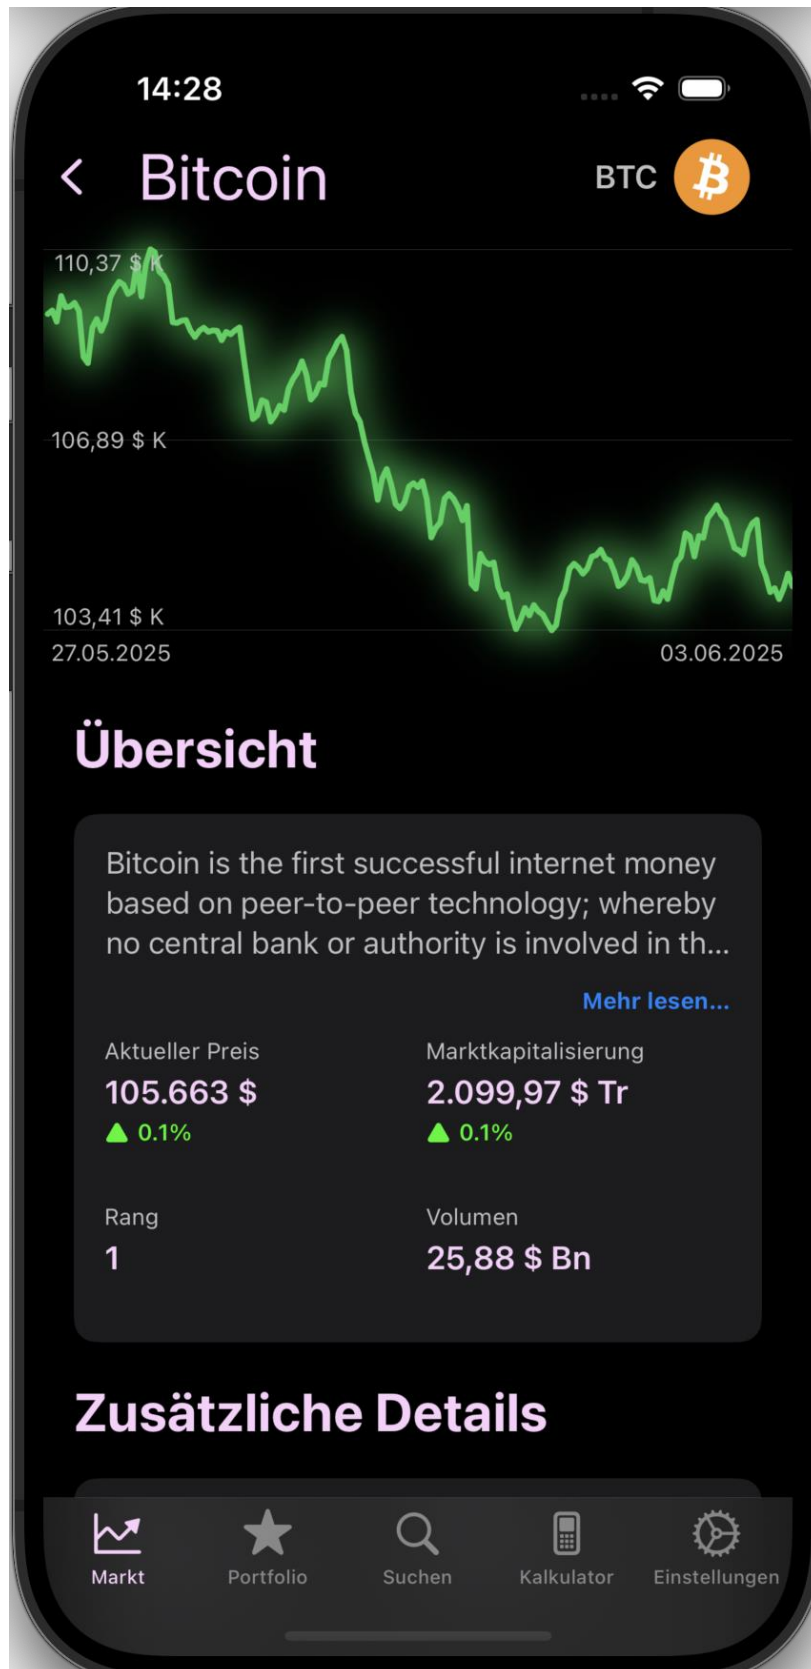 14:28
Bitcoin
BTC
110,37 $ K
106,89 $ K
103,41 $ K
27.05.2025 03.06.2025
Übersicht
Bitcoin is the first successful internet money
based on peer-to-peer technology; whereby
no central bank or authority is involved in th...
Mehr lesen...
Aktueller Preis Marktkapitalisierung
105.663 $ 2.099,97 $ Tr
0.1% 0.1%
Rang Volumen
1 25,88 $ Bn
Zusätzliche Details
Markt Portfolio Suchen Kalkulator Einstellungen